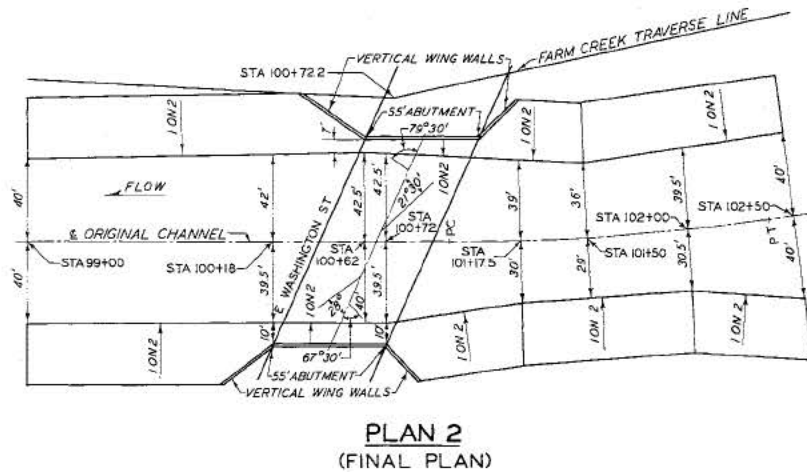 VERTICAL WING WALLS
FARM CREEK TRAVERSE LINE
STA 100+72.2
55' ABUTMENT
79°30'
1 ON 2
1 ON 2
1 ON 2
1 ON 2
1 ON 2
21°30'
FLOW
40'
42'
42.5'
42.5'
39'
36'
39.5'
40'
E WASHINGTON ST
℄ ORIGINAL CHANNEL
STA 99+00
STA 100+18
STA 100+62
STA 100+72
PC
STA 101+17.5
STA 101+50
STA 102+00
STA 102+50
PT
40'
39.5'
39.5'
30'
29'
30.5'
40'
28°
40'
10'
10'
1 ON 2
1 ON 2
1 ON 2
1 ON 2
1 ON 2
67°30'
55' ABUTMENT
VERTICAL WING WALLS
PLAN 2
(FINAL PLAN)